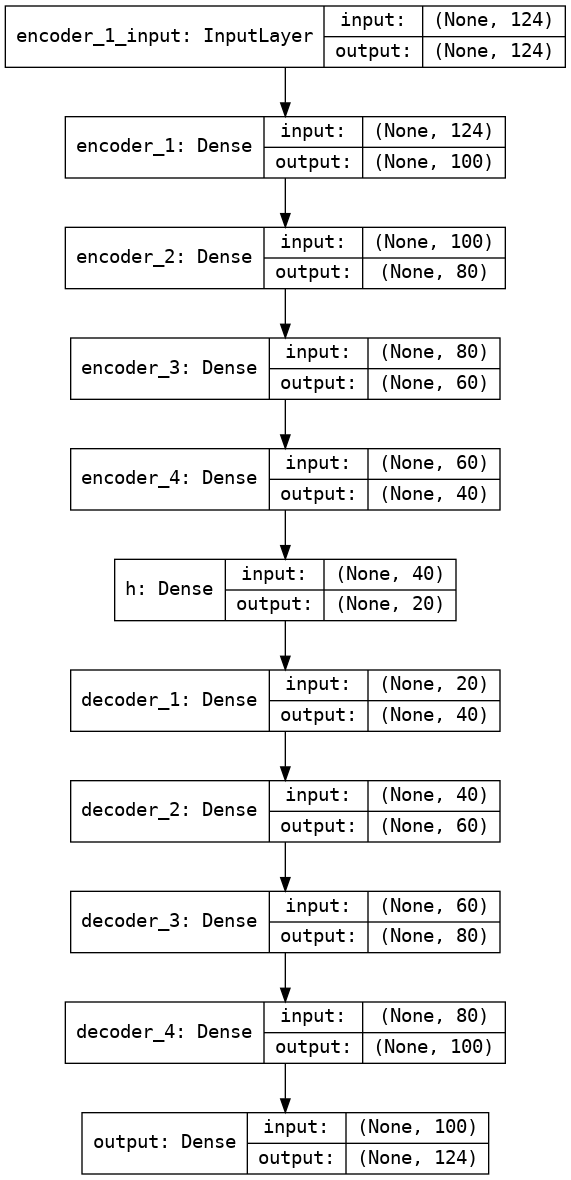 encoder_1_input: InputLayer input: (None, 124)
output: (None, 124)
encoder_1: Dense input: (None, 124)
output: (None, 100)
encoder_2: Dense input: (None, 100)
output: (None, 80)
encoder_3: Dense input: (None, 80)
output: (None, 60)
encoder_4: Dense input: (None, 60)
output: (None, 40)
h: Dense input: (None, 40)
output: (None, 20)
decoder_1: Dense input: (None, 20)
output: (None, 40)
decoder_2: Dense input: (None, 40)
output: (None, 60)
decoder_3: Dense input: (None, 60)
output: (None, 80)
decoder_4: Dense input: (None, 80)
output: (None, 100)
output: Dense input: (None, 100)
output: (None, 124)